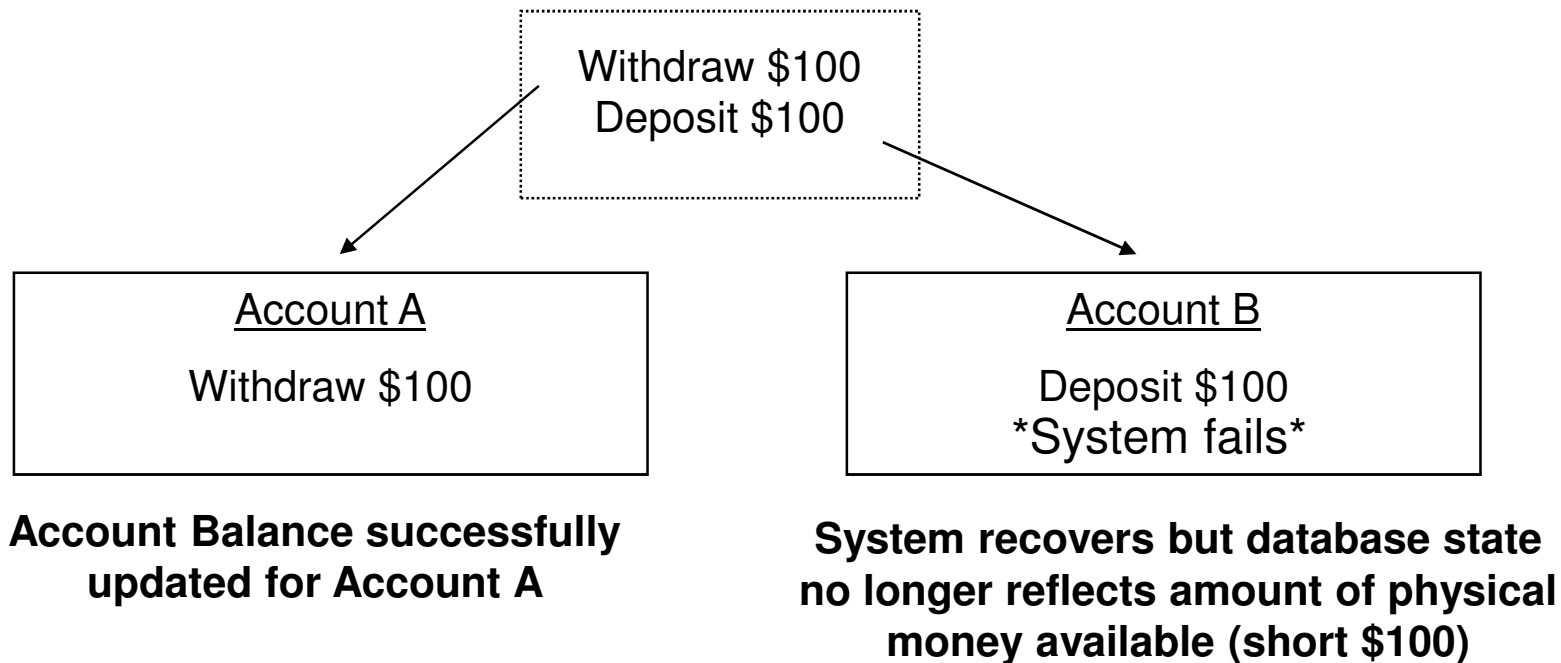 Withdraw $100
Deposit $100
Account A
Withdraw $100
Account B
Deposit $100
*System fails*
Account Balance successfully
updated for Account A
System recovers but database state
no longer reflects amount of physical
money available (short $100)